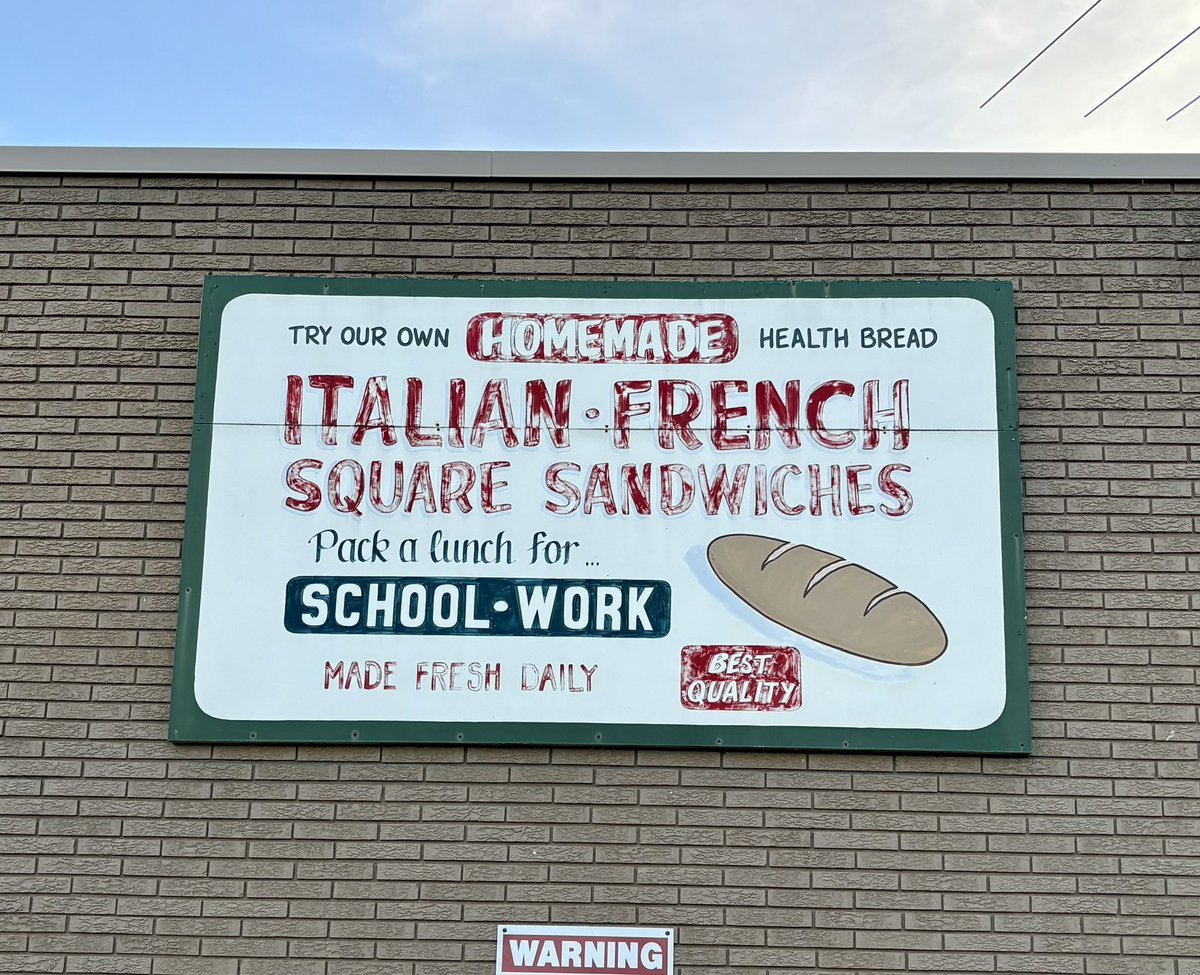 TRY OUR OWN HOMEMADE HEALTH BREAD
ITALIAN · FRENCH
SQUARE SANDWICHES
Pack a lunch for...
SCHOOL · WORK
MADE FRESH DAILY
BEST
QUALITY
WARNING